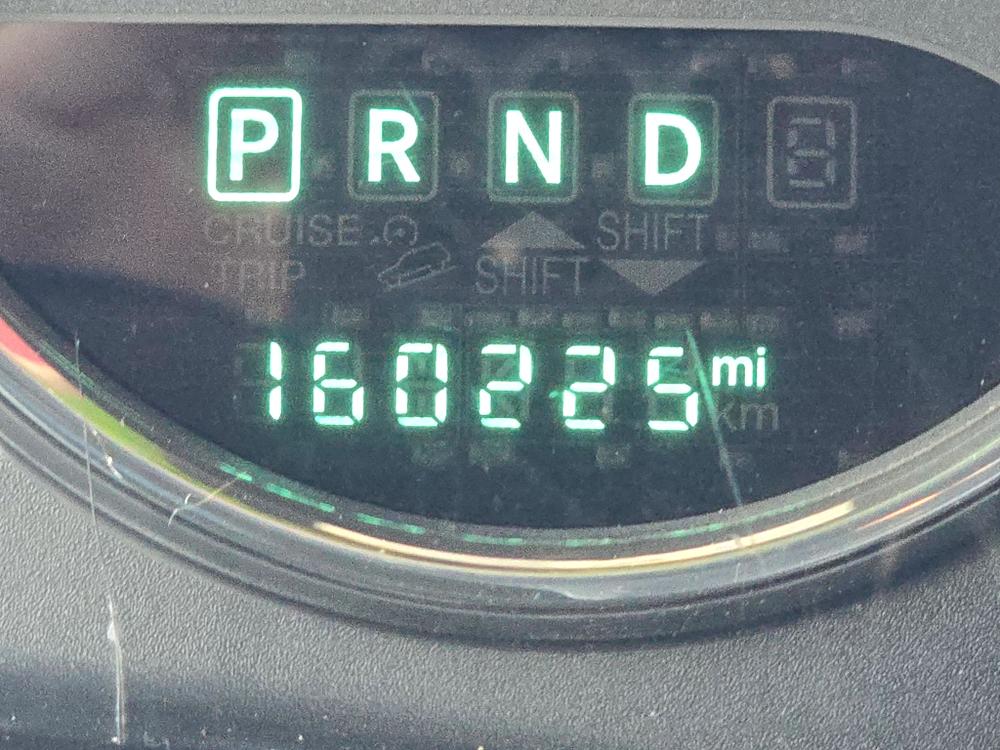 P R N D
CRUISE SHIFT
TRIP SHIFT
160225 mi
km